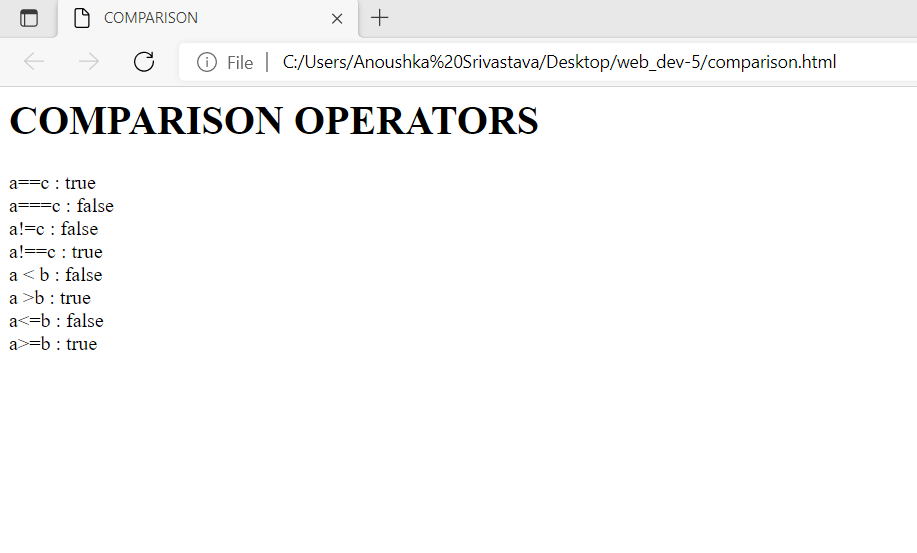 COMPARISON
File C:/Users/Anoushka%20Srivastava/Desktop/web_dev-5/comparison.html
COMPARISON OPERATORS
a==c : true
a===c : false
a!=c : false
a!==c : true
a < b : false
a >b : true
a<=b : false
a>=b : true